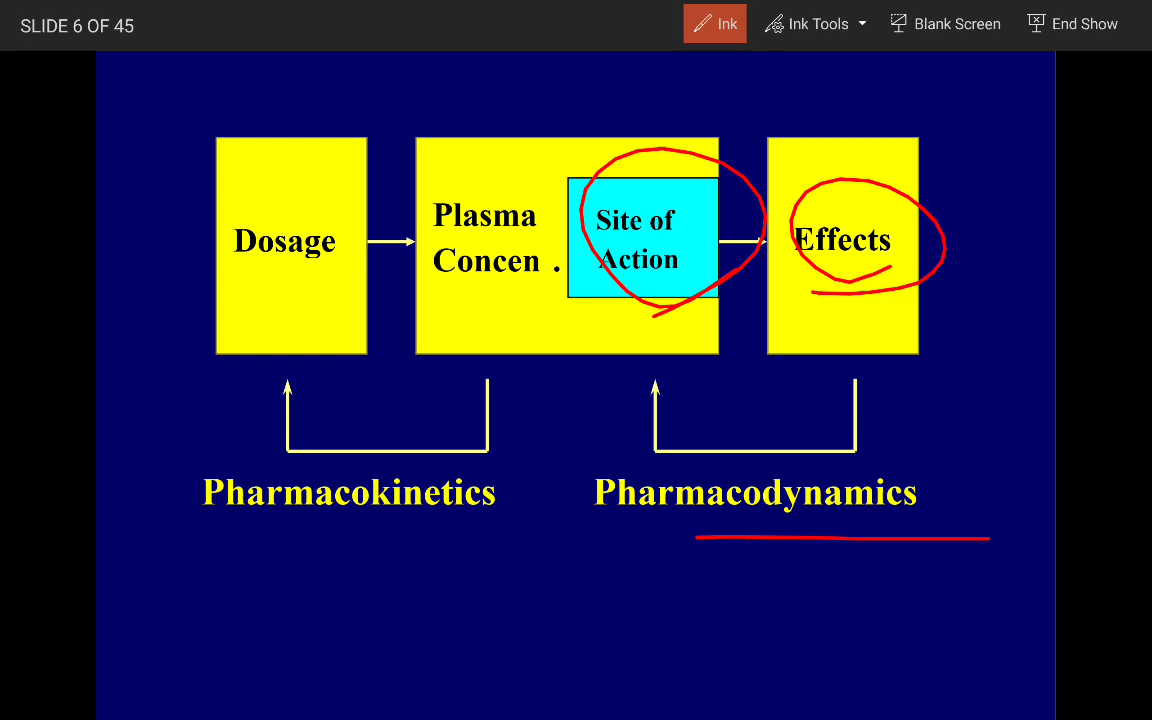 SLIDE 6 OF 45
Ink
Ink Tools
Blank Screen
End Show
Dosage
Plasma
Concen .
Site of
Action
Effects
Pharmacokinetics
Pharmacodynamics